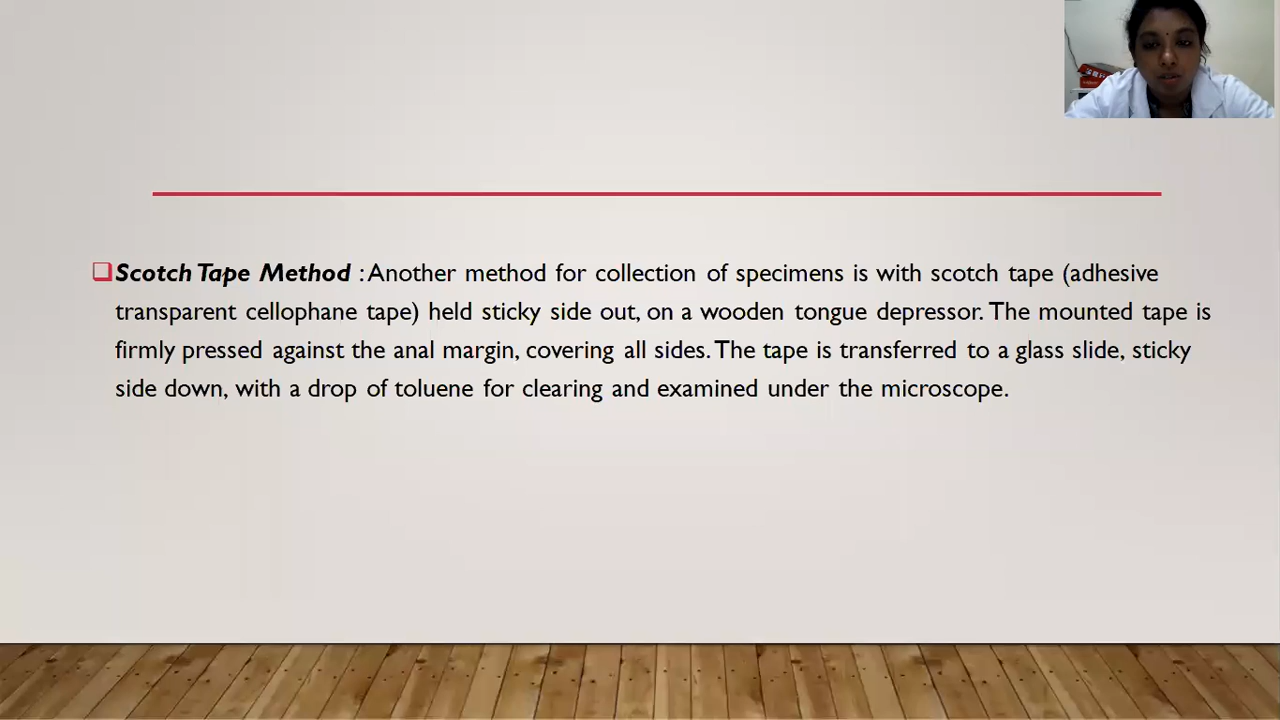 Scotch Tape Method : Another method for collection of specimens is with scotch tape (adhesive
transparent cellophane tape) held sticky side out, on a wooden tongue depressor. The mounted tape is
firmly pressed against the anal margin, covering all sides. The tape is transferred to a glass slide, sticky
side down, with a drop of toluene for clearing and examined under the microscope.